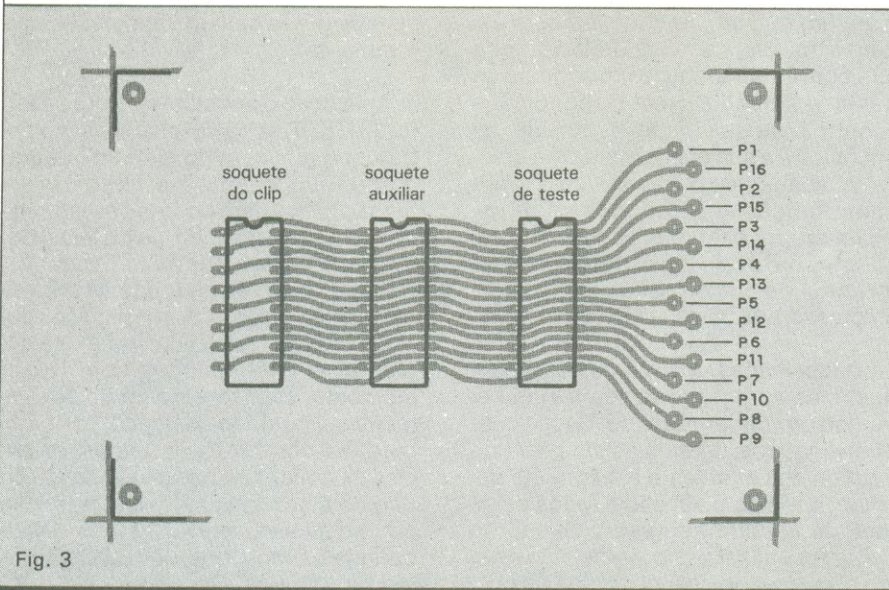 soquete
do clip
soquete
auxiliar
soquete
de teste
P1
P16
P2
P15
P3
P14
P4
P13
P5
P12
P6
P11
P7
P10
P8
P9
Fig. 3